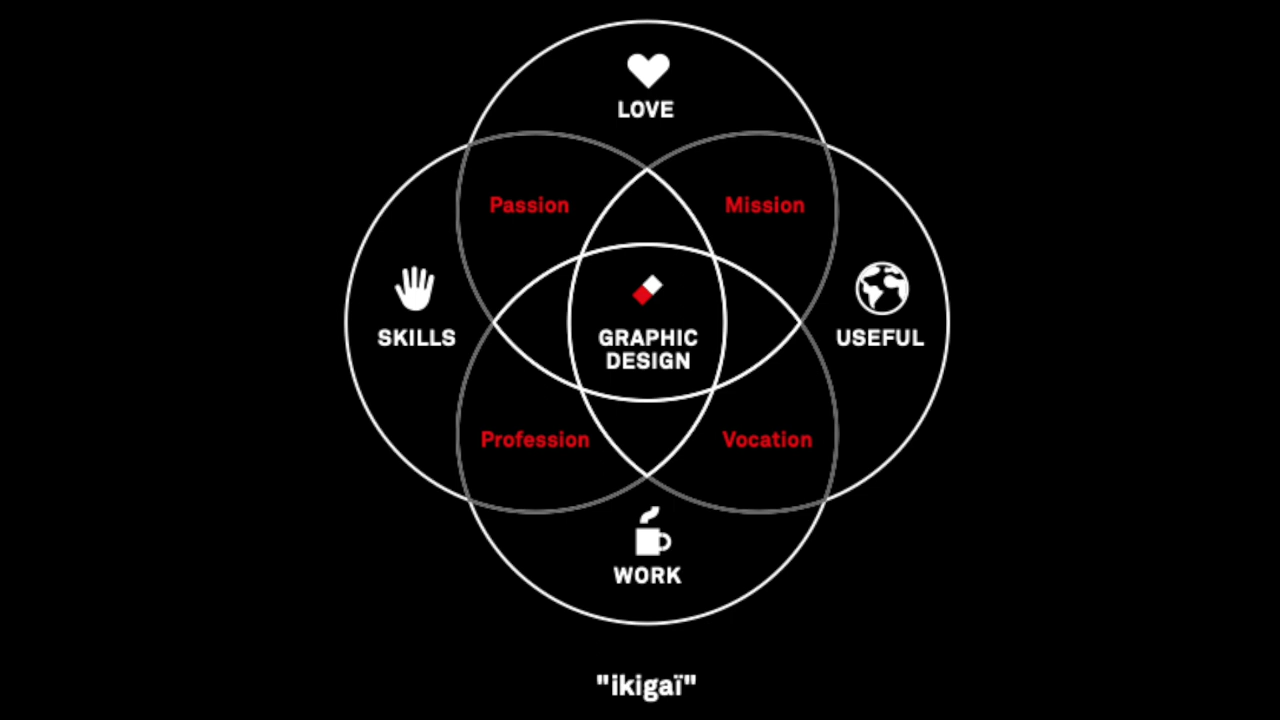 LOVE
Passion
Mission
SKILLS
GRAPHIC
DESIGN
USEFUL
Profession
Vocation
WORK
"ikigaï"